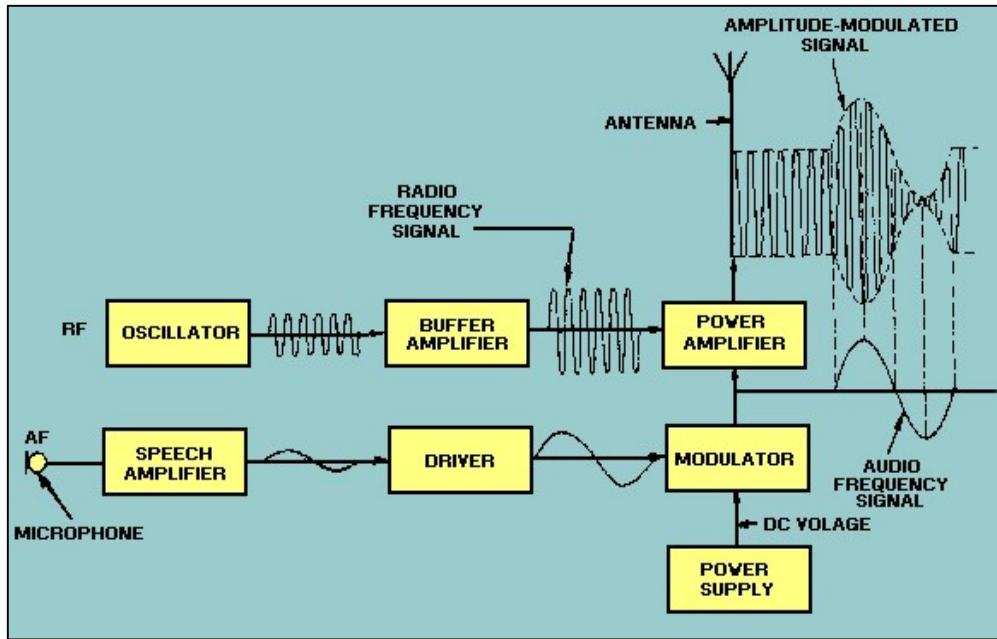 AMPLITUDE-MODULATED
SIGNAL
ANTENNA
RADIO
FREQUENCY
SIGNAL
RF
OSCILLATOR
BUFFER
AMPLIFIER
POWER
AMPLIFIER
AF
SPEECH
AMPLIFIER
DRIVER
MODULATOR
AUDIO
FREQUENCY
SIGNAL
MICROPHONE
DC VOLAGE
POWER
SUPPLY